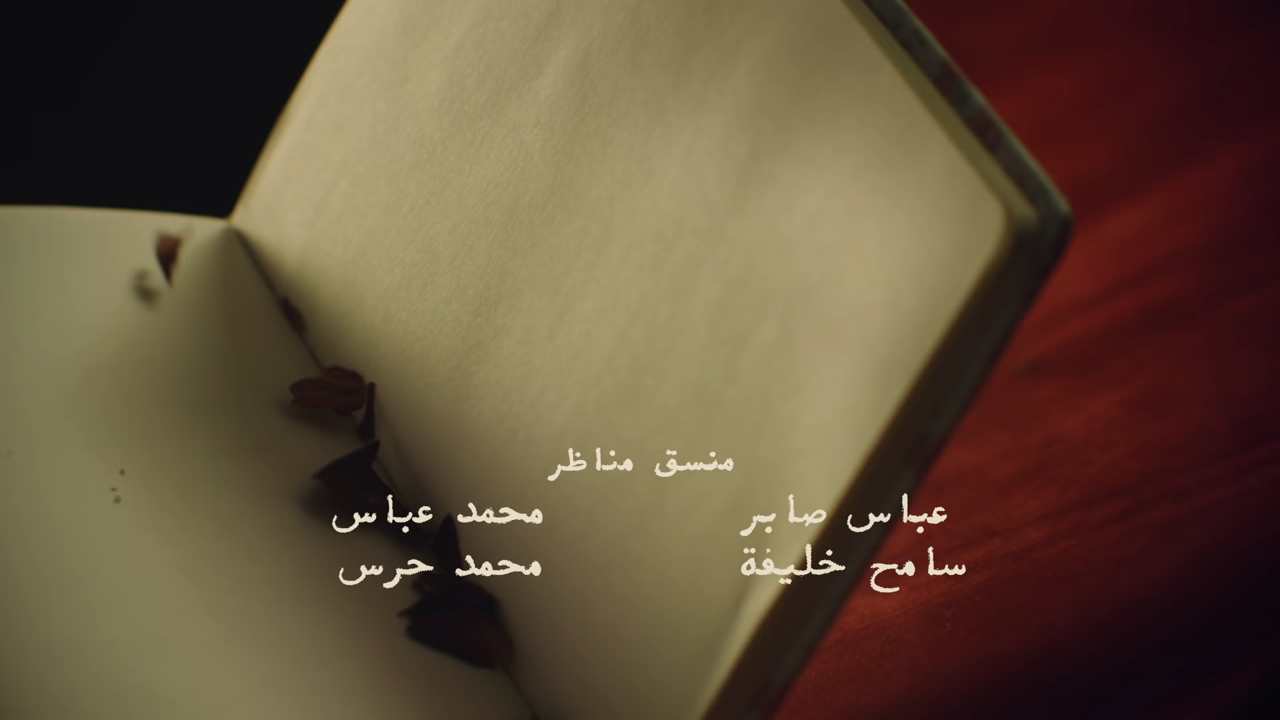 منسق مناظر
عباس صابر محمد عباس
سامح خليفة محمد حرس